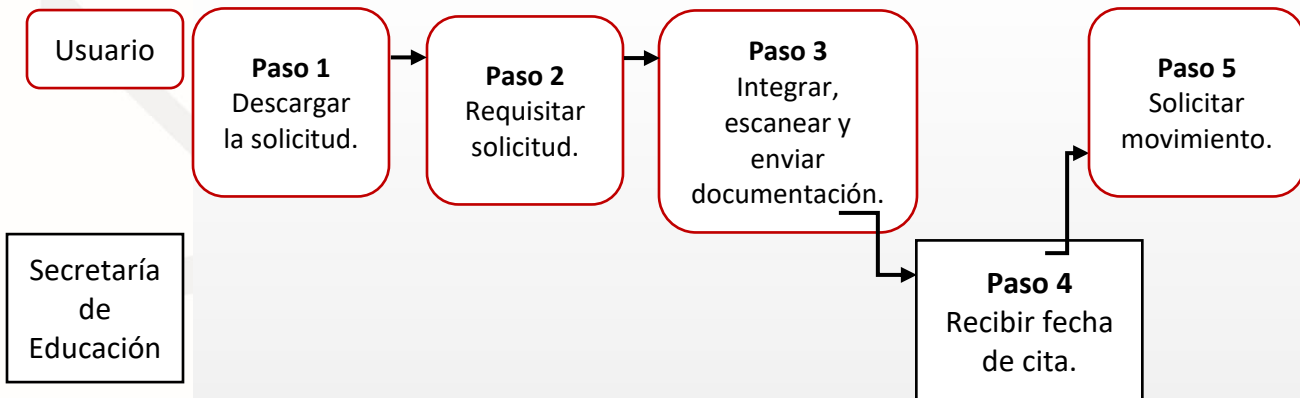 Usuario
Paso 1
Descargar
la solicitud.
Paso 2
Requisitar
solicitud.
Paso 3
Integrar,
escanear y
enviar
documentación.
Paso 5
Solicitar
movimiento.
Secretaría
de
Educación
Paso 4
Recibir fecha
de cita.